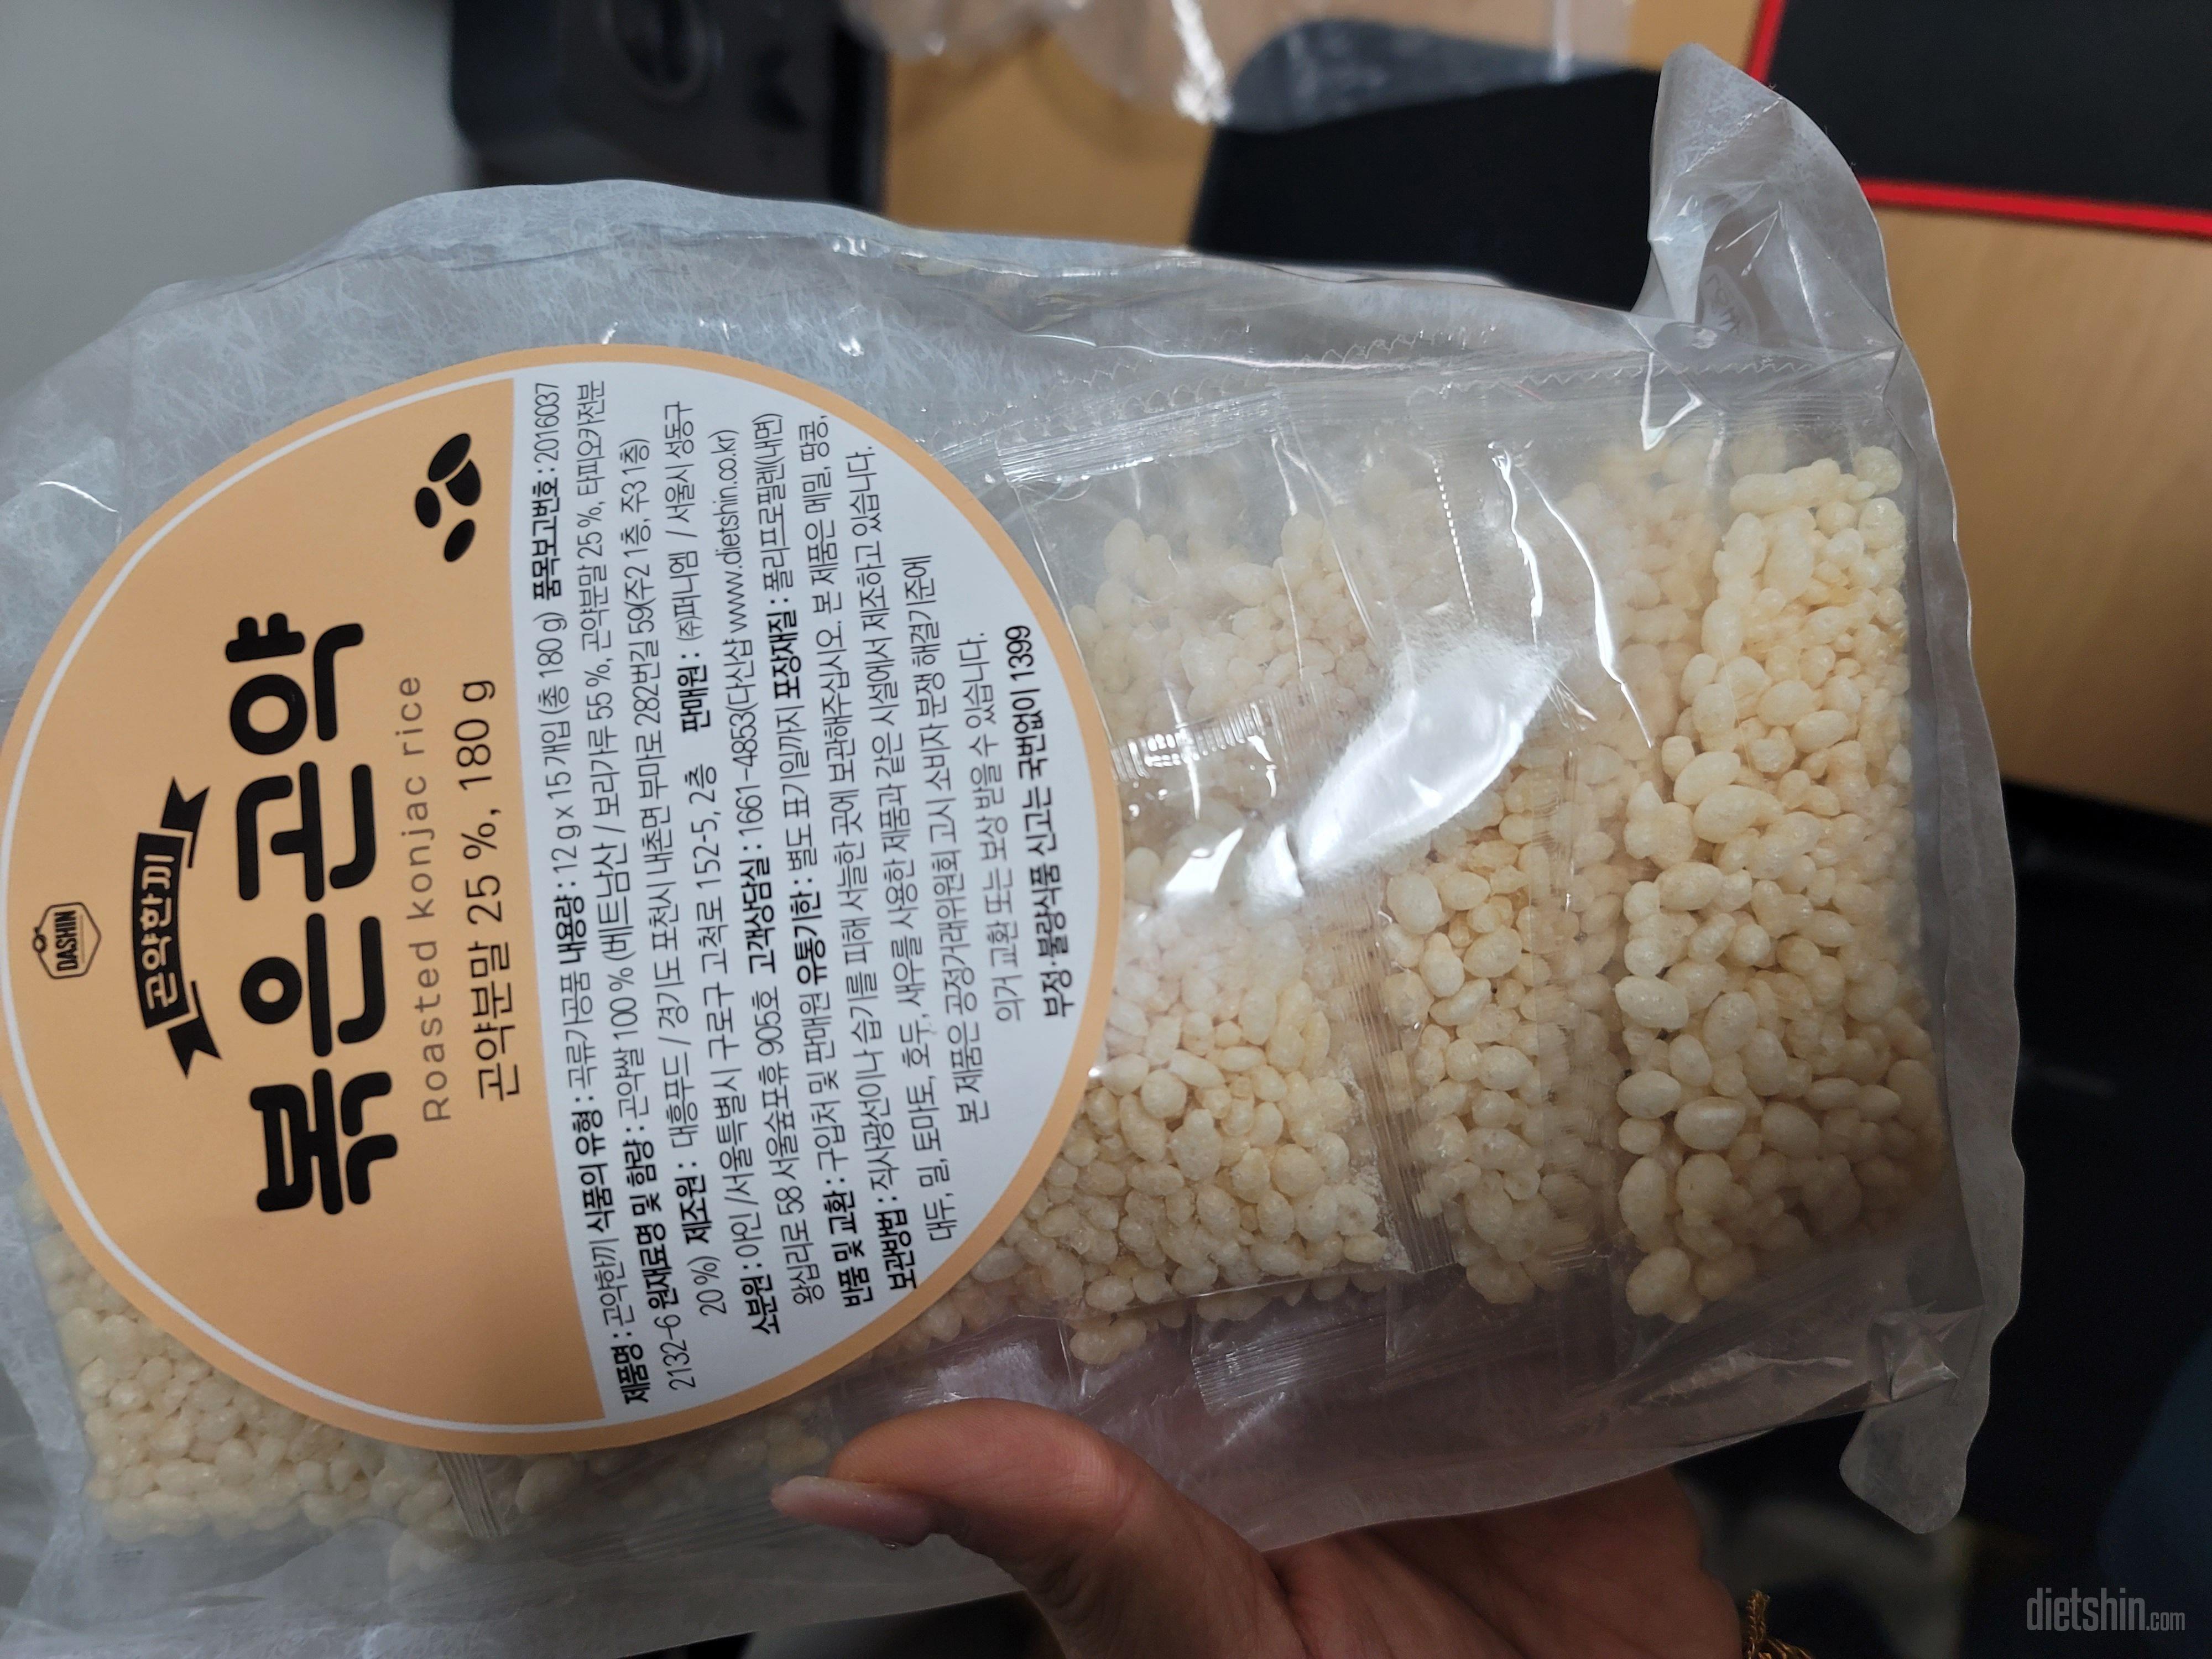 DASHIN
곤약한끼
볶은곤약
Roasted konjac rice
곤약분말 25 %, 180 g
제품명 : 곤약한끼 식품의 유형 : 곡류가공품 내용량 : 12 g x 15개입 (총 180 g) 품목보고번호 : 2016037
2132-6 원재료명 및 함량 : 곤약쌀 100 % (베트남산 / 보리가루 55 %, 곤약분말 25 %, 타피오카전분
20 %) 제조원 : 대흥푸드 / 경기도 포천시 내촌면 부마로 282번길 59(주2 1층, 주3 1층)
소분원 : 아인 /서울특별시 구로구 고척로 152-5, 2층 판매원 : (주)퍼니엠 / 서울시 성동구
왕십리로 58 서울숲포휴 905호 고객상담실 : 1661-4853(다신샵 www.dietshin.co.kr)
반품 및 교환 : 구입처 및 판매원 유통기한 : 별도 표기일까지 포장재질 : 폴리프로필렌(내면)
보관방법 : 직사광선이나 습기를 피해 서늘한 곳에 보관해주십시오. 본 제품은 메밀, 땅콩,
대두, 밀, 토마토, 호두, 새우를 사용한 제품과 같은 시설에서 제조하고 있습니다.
본 제품은 공정거래위원회 고시 소비자 분쟁 해결기준에
의거 교환 또는 보상 받을 수 있습니다.
부정·불량식품 신고는 국번없이 1399
dietshin.com